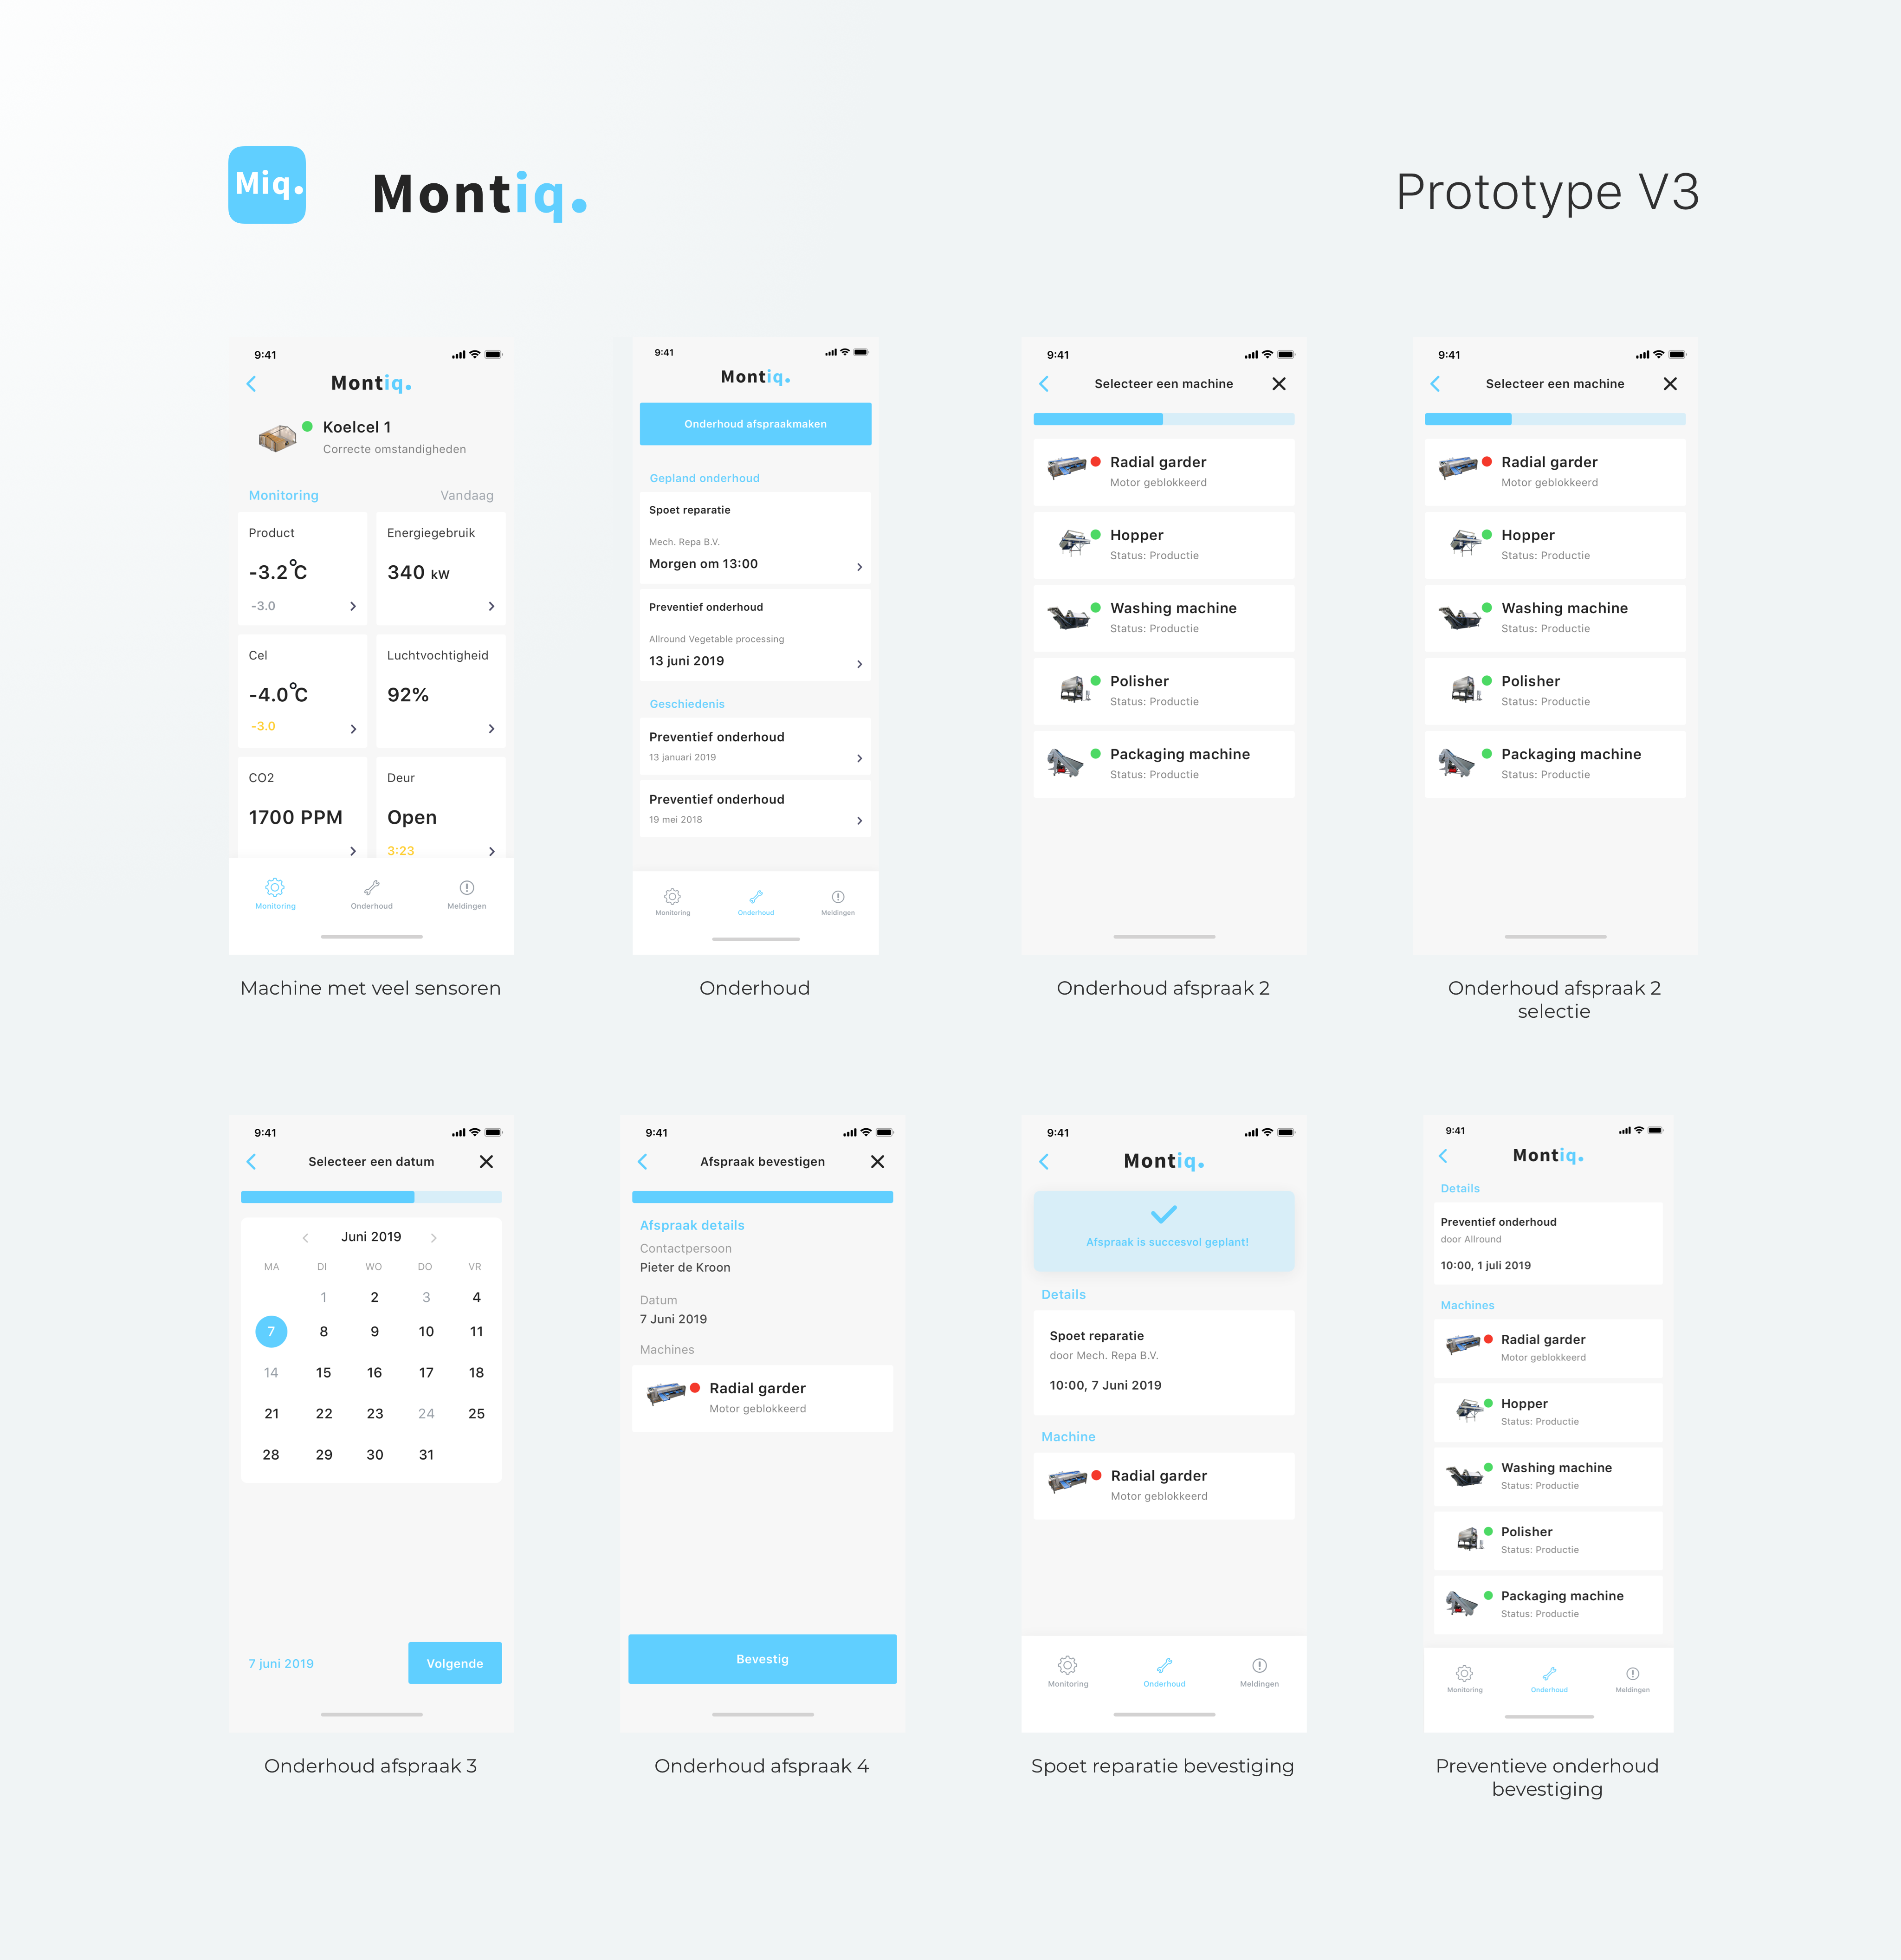 Miq.
Montiq.
Prototype V3
9:41
Montiq.
Koelcel 1
Correcte omstandigheden
Monitoring Vandaag
Product
-3.2°C
-3.0
Energiegebruik
340 kW
Cel
-4.0°C
-3.0
Luchtvochtigheid
92%
CO2
1700 PPM
Deur
Open
3:23
Monitoring Onderhoud Meldingen
Machine met veel sensoren
9:41
Montiq.
Onderhoud afspraakmaken
Gepland onderhoud
Spoet reparatie
Mech. Repa B.V.
Morgen om 13:00
Preventief onderhoud
Allround Vegetable processing
13 juni 2019
Geschiedenis
Preventief onderhoud
13 januari 2019
Preventief onderhoud
19 mei 2018
Monitoring Onderhoud Meldingen
Onderhoud
9:41
Selecteer een machine
Radial garder
Motor geblokkeerd
Hopper
Status: Productie
Washing machine
Status: Productie
Polisher
Status: Productie
Packaging machine
Status: Productie
Onderhoud afspraak 2
9:41
Selecteer een machine
Radial garder
Motor geblokkeerd
Hopper
Status: Productie
Washing machine
Status: Productie
Polisher
Status: Productie
Packaging machine
Status: Productie
Onderhoud afspraak 2
selectie
9:41
Selecteer een datum
Juni 2019
MA DI WO DO VR
1 2 3 4
7 8 9 10 11
14 15 16 17 18
21 22 23 24 25
28 29 30 31
7 juni 2019 Volgende
Onderhoud afspraak 3
9:41
Afspraak bevestigen
Afspraak details
Contactpersoon
Pieter de Kroon
Datum
7 Juni 2019
Machines
Radial garder
Motor geblokkeerd
Bevestig
Onderhoud afspraak 4
9:41
Montiq.
Afspraak is succesvol geplant!
Details
Spoet reparatie
door Mech. Repa B.V.
10:00, 7 Juni 2019
Machine
Radial garder
Motor geblokkeerd
Monitoring Onderhoud Meldingen
Spoet reparatie bevestiging
9:41
Montiq.
Details
Preventief onderhoud
door Allround
10:00, 1 juli 2019
Machines
Radial garder
Motor geblokkeerd
Hopper
Status: Productie
Washing machine
Status: Productie
Polisher
Status: Productie
Packaging machine
Status: Productie
Monitoring Onderhoud Meldingen
Preventieve onderhoud
bevestiging